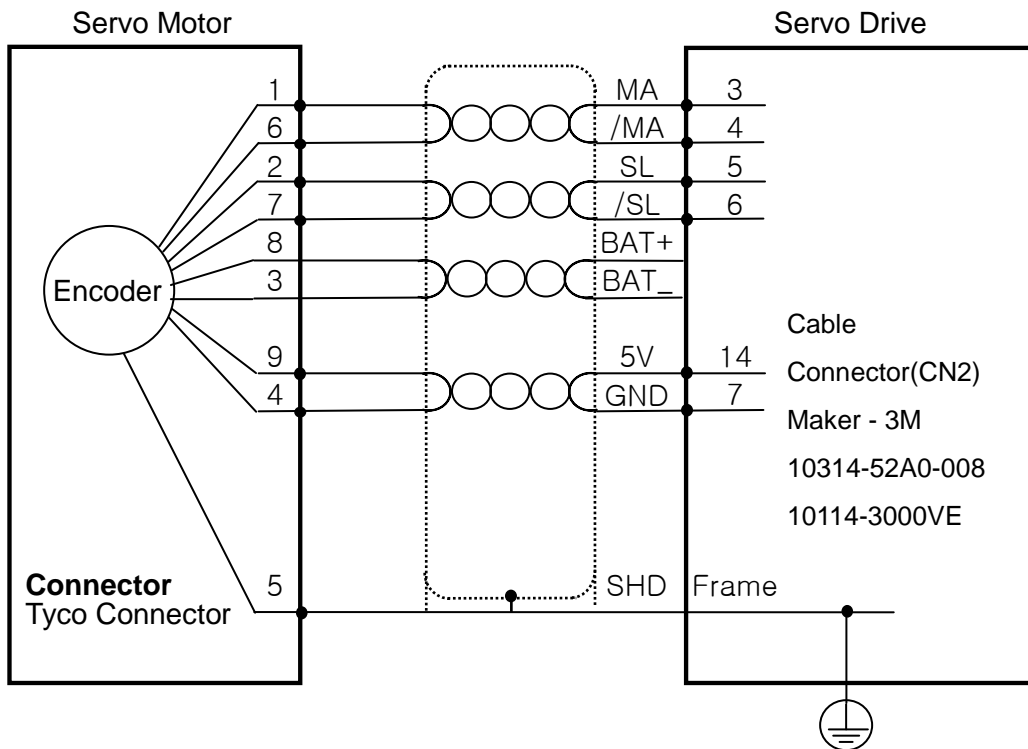 Servo Motor
Servo Drive
1 MA 3
6 /MA 4
2 SL 5
7 /SL 6
8 BAT+
3 BAT_
Encoder
9 5V 14
4 GND 7
Cable
Connector(CN2)
Maker - 3M
10314-52A0-008
10114-3000VE
Connector
Tyco Connector
5 SHD Frame